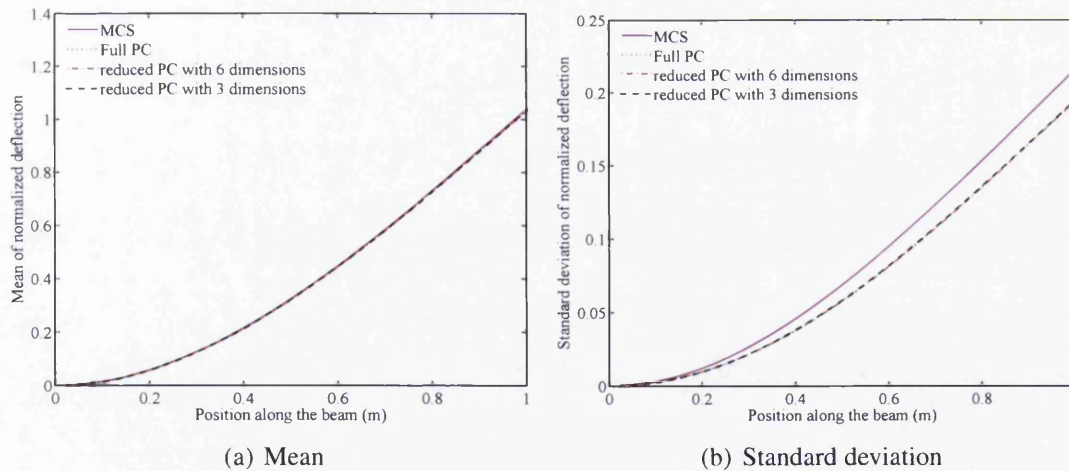 1.4
1.2
1
0.8
0.6
0.4
0.2
0
Mean of normalized deflection
MCS
Full PC
reduced PC with 6 dimensions
reduced PC with 3 dimensions
0 0.2 0.4 0.6 0.8 1
Position along the beam (m)
(a) Mean
0.25
0.2
0.15
0.1
0.05
0
Standard deviation of normalized deflection
MCS
Full PC
reduced PC with 6 dimensions
reduced PC with 3 dimensions
0 0.2 0.4 0.6 0.8
Position along the beam (m)
(b) Standard deviation